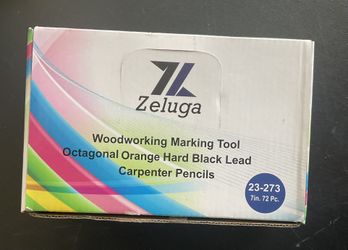 Zeluga
Woodworking Marking Tool
Octagonal Orange Hard Black Lead
Carpenter Pencils
23-273
7in. 72 Pc.